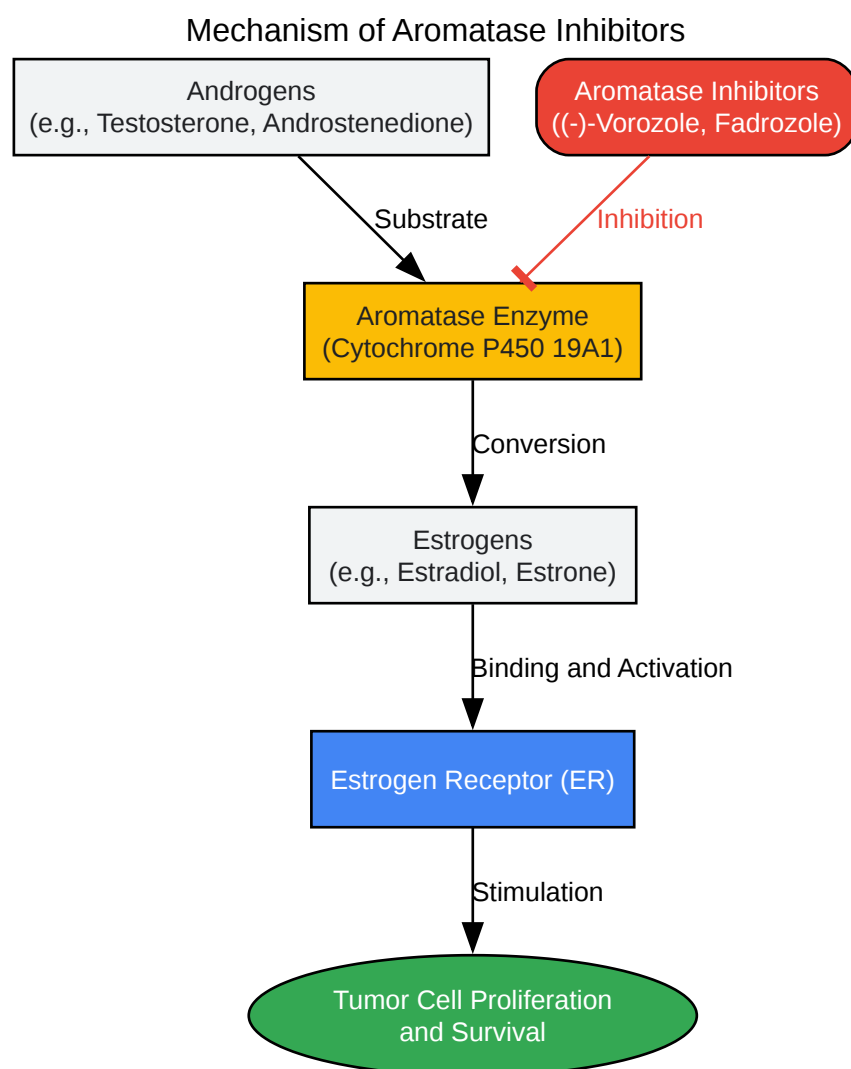 Mechanism of Aromatase Inhibitors
Androgens
(e.g., Testosterone, Androstenedione)
Aromatase Inhibitors
((-)-Vorozole, Fadrozole)
Substrate
Inhibition
Aromatase Enzyme
(Cytochrome P450 19A1)
Conversion
Estrogens
(e.g., Estradiol, Estrone)
Binding and Activation
Estrogen Receptor (ER)
Stimulation
Tumor Cell Proliferation
and Survival